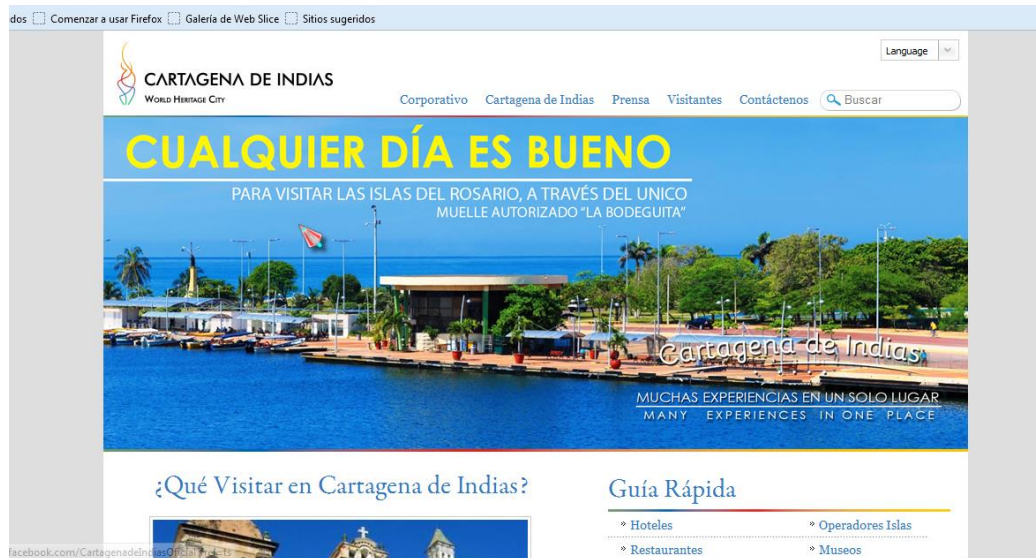 dos Comenzar a usar Firefox Galería de Web Slice Sitios sugeridos
Language
CARTAGENA DE INDIAS
WORLD HERITAGE CITY
Corporativo Cartagena de Indias Prensa Visitantes Contáctenos Buscar
CUALQUIER DÍA ES BUENO
PARA VISITAR LAS ISLAS DEL ROSARIO, A TRAVÉS DEL UNICO
MUELLE AUTORIZADO "LA BODEGUITA"
Cartagena de Indias
MUCHAS EXPERIENCIAS EN UN SOLO LUGAR
MANY EXPERIENCES IN ONE PLACE
¿Qué Visitar en Cartagena de Indias?
Guía Rápida
Hoteles
Operadores Islas
Restaurantes
Museos
facebook.com/CartagenadeIndiasOficial